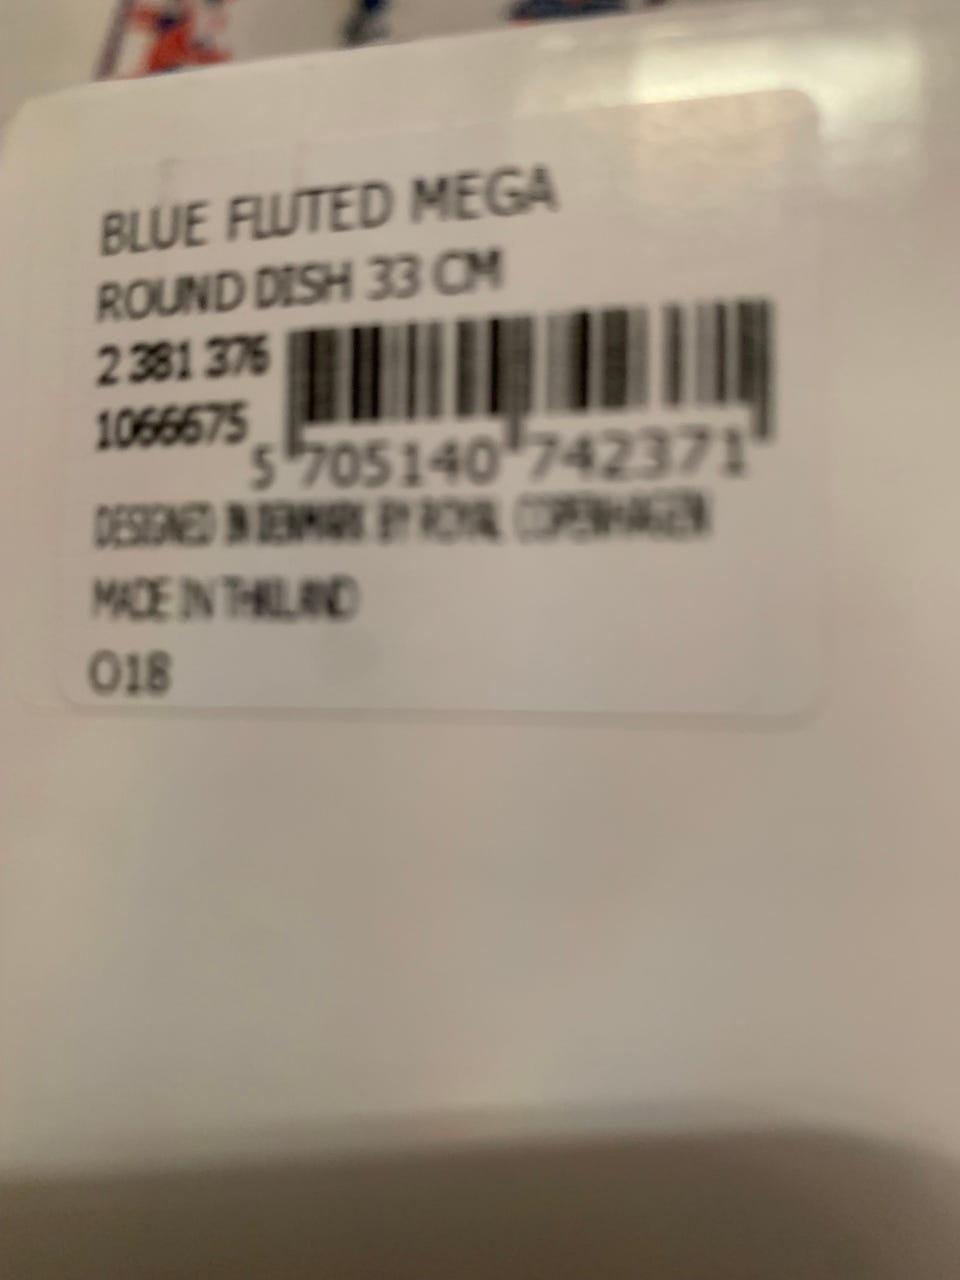 BLUE FLUTED MEGA
ROUND DISH 33 CM
2 381 376
1066675
5 705140 742371
DESIGNED IN DENMARK BY ROYAL COPENHAGEN
MADE IN THAILAND
O18